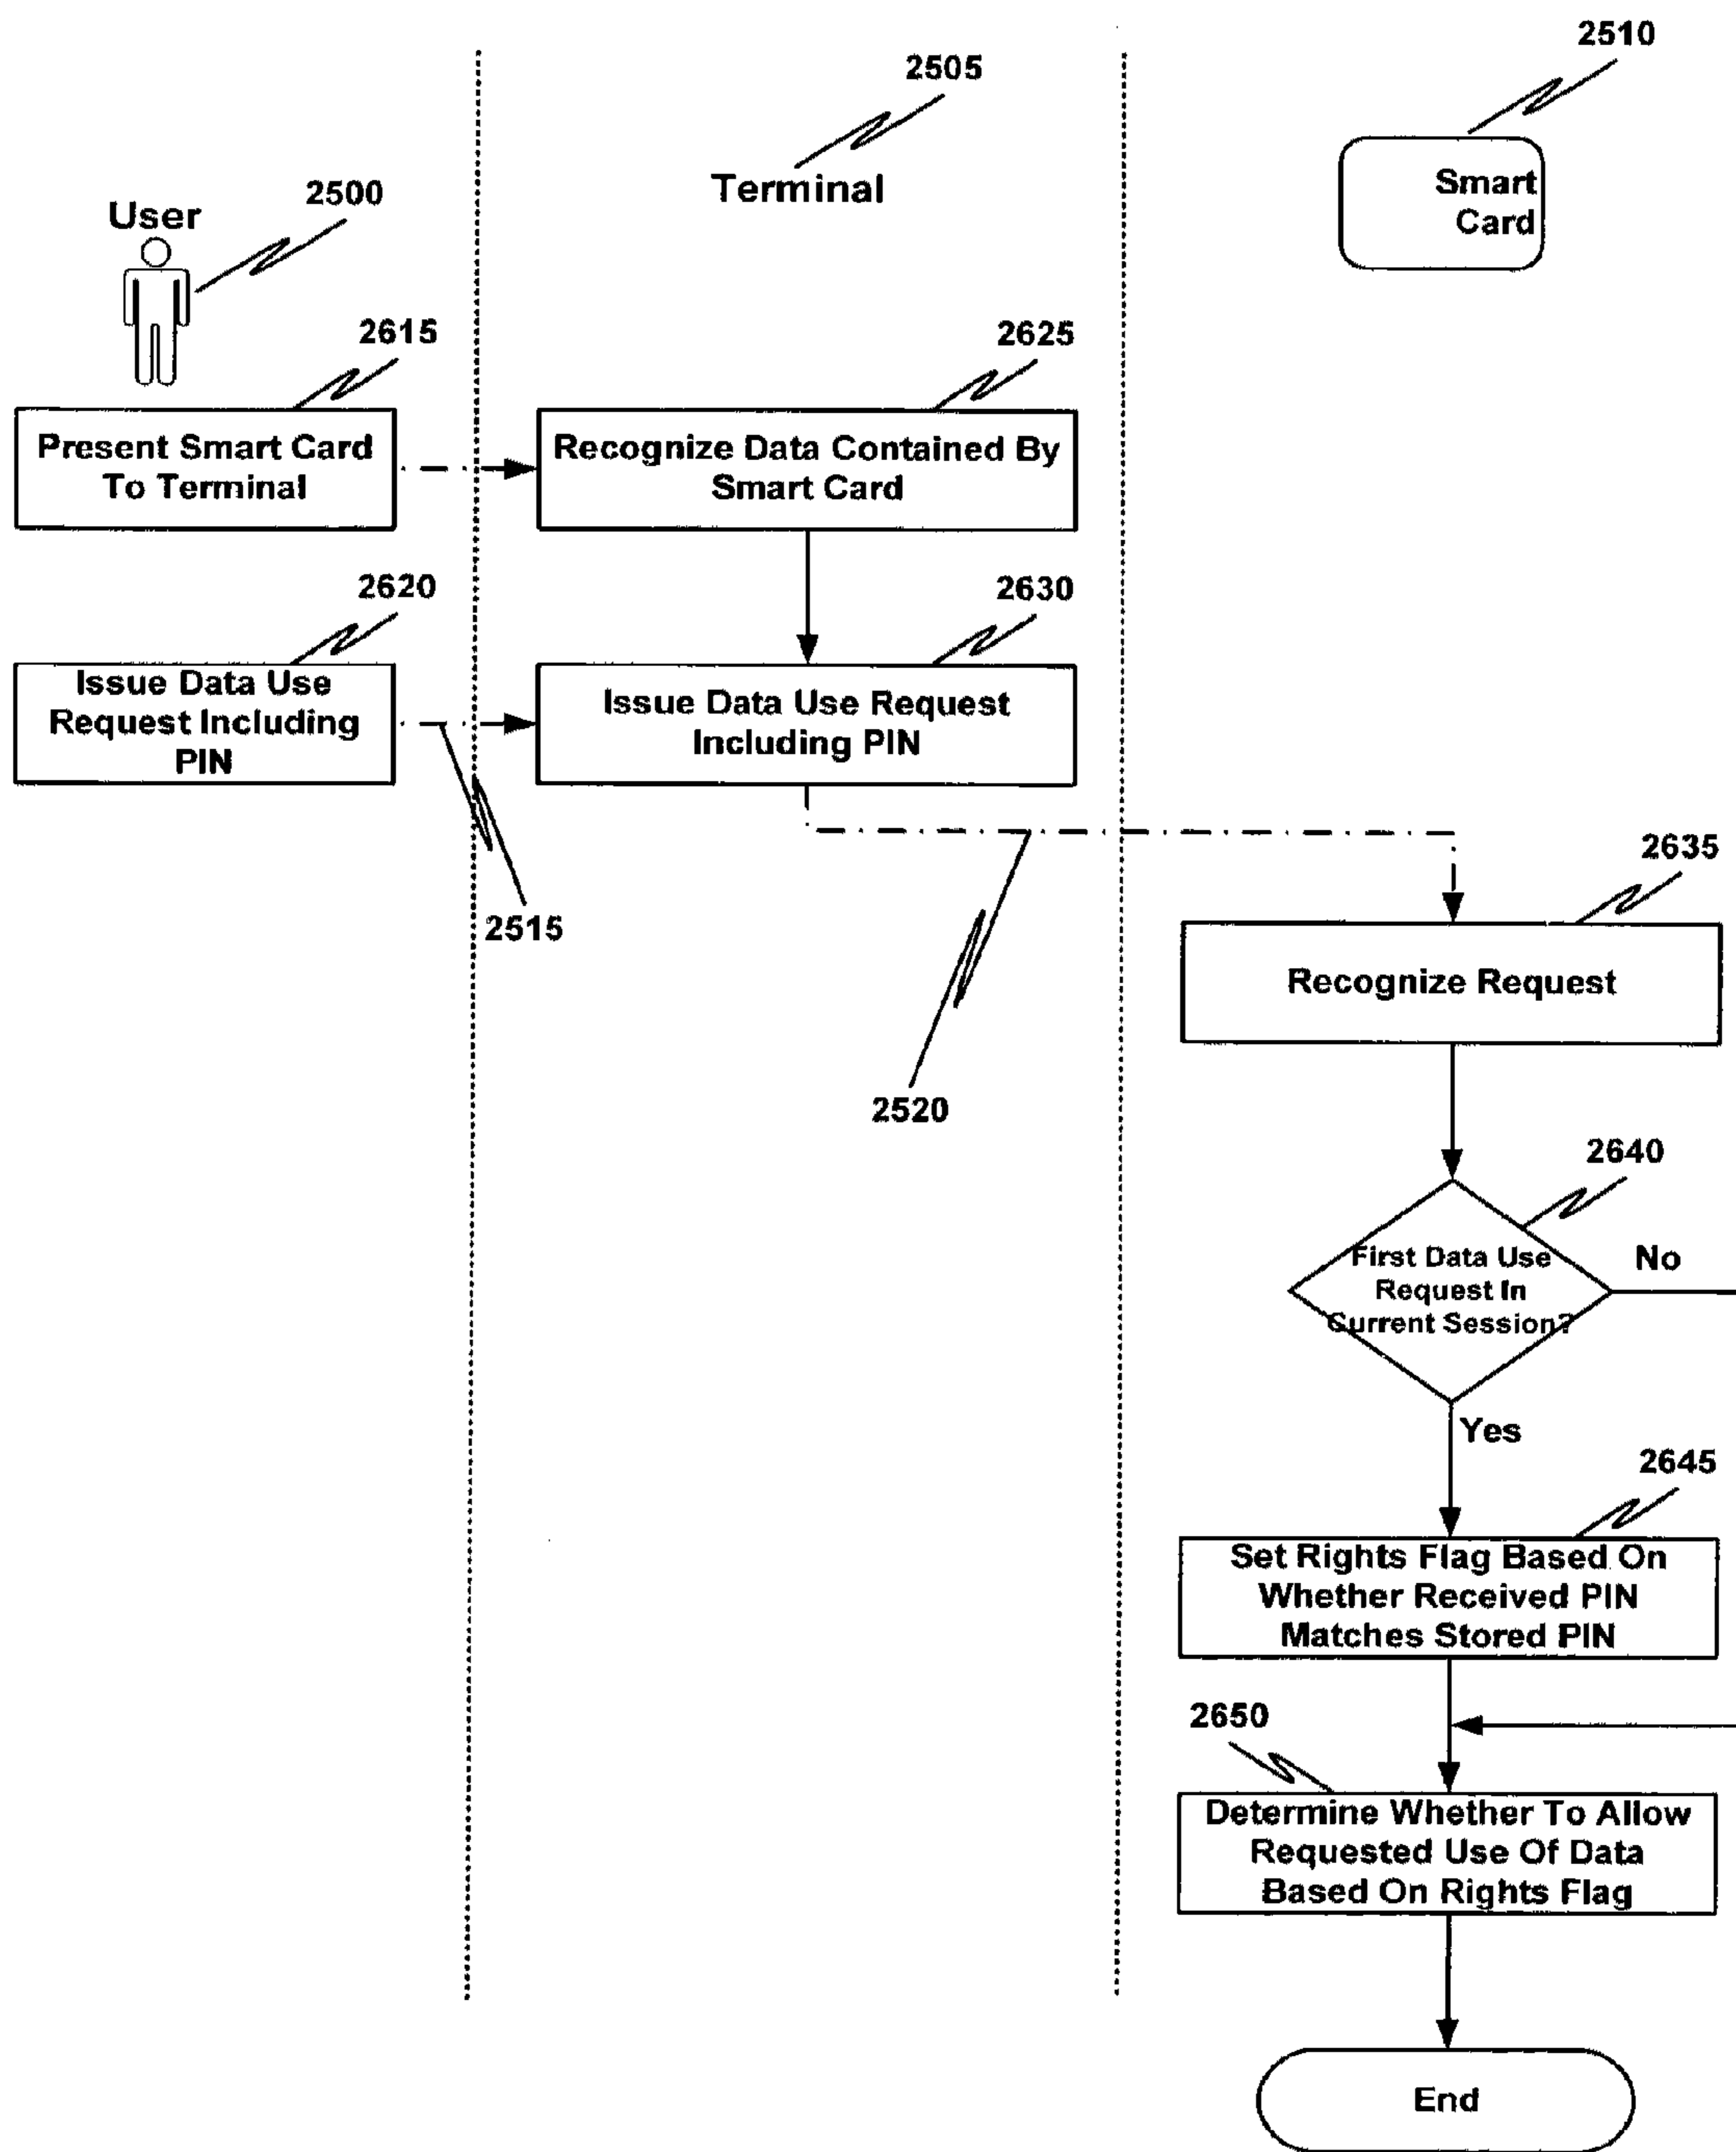 2510
2505
Smart
Card
Terminal
2500
User
2615
2625
Present Smart Card
To Terminal
Recognize Data Contained By
Smart Card
2620
2630
Issue Data Use
Request Including
PIN
Issue Data Use Request
Including PIN
2635
2515
Recognize Request
2520
2640
First Data Use
Request In
Current Session?
No
Yes
2645
Set Rights Flag Based On
Whether Received PIN
Matches Stored PIN
2650
Determine Whether To Allow
Requested Use Of Data
Based On Rights Flag
End